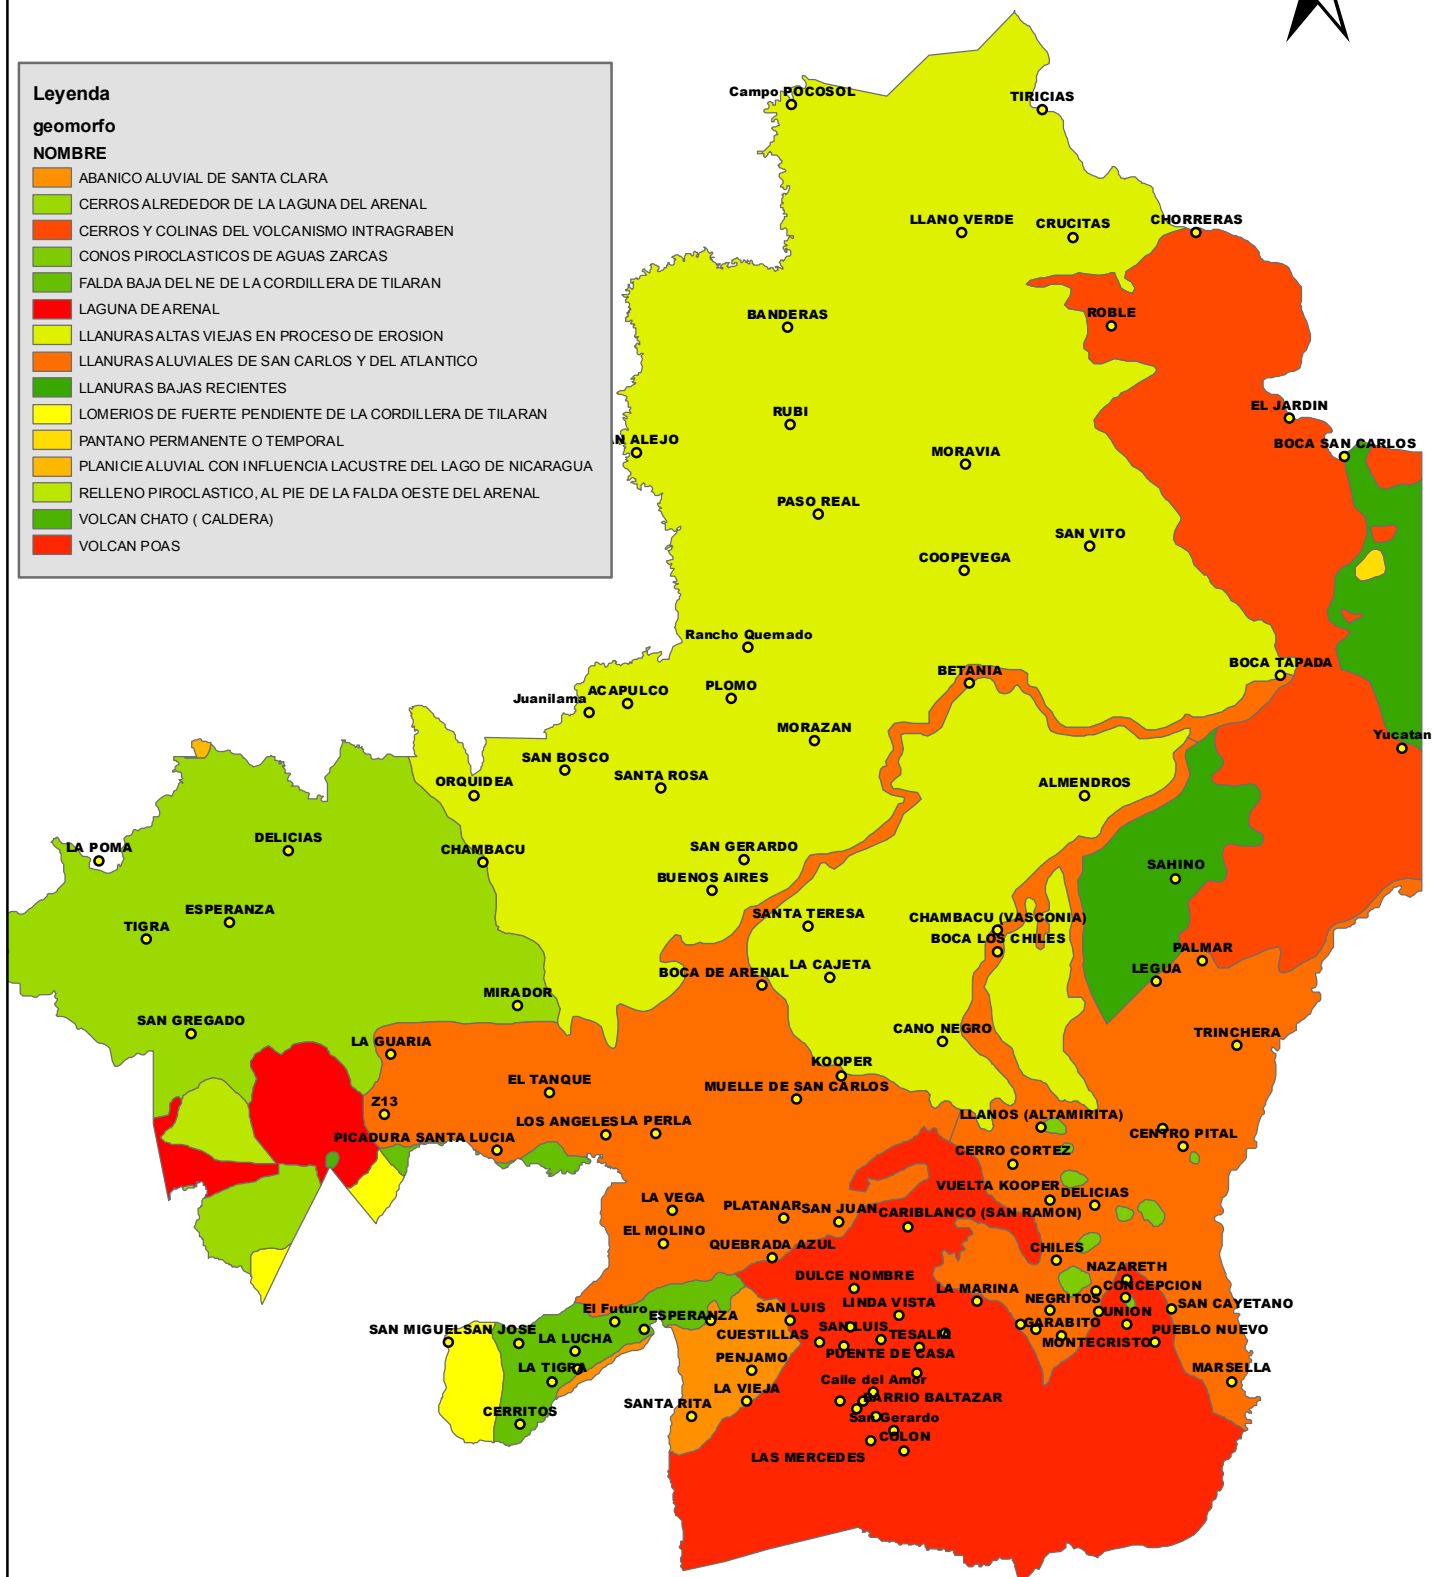 Leyenda
geomorfo
NOMBRE
ABANICO ALUVIAL DE SANTA CLARA
CERROS ALREDEDOR DE LA LAGUNA DEL ARENAL
CERROS Y COLINAS DEL VOLCANISMO INTRAGRABEN
CONOS PIROCLASTICOS DE AGUAS ZARCAS
FALDA BAJA DEL NE DE LA CORDILLERA DE TILARAN
LAGUNA DE ARENAL
LLANURAS ALTAS VIEJAS EN PROCESO DE EROSION
LLANURAS ALUVIALES DE SAN CARLOS Y DEL ATLANTICO
LLANURAS BAJAS RECIENTES
LOMERIOS DE FUERTE PENDIENTE DE LA CORDILLERA DE TILARAN
PANTANO PERMANENTE O TEMPORAL
PLANICIE ALUVIAL CON INFLUENCIA LACUSTRE DEL LAGO DE NICARAGUA
RELLENO PIROCLASTICO, AL PIE DE LA FALDA OESTE DEL ARENAL
VOLCAN CHATO ( CALDERA)
VOLCAN POAS
Campo POCOSOL
TIRICIAS
LLANO VERDE
CRUCITAS
CHORRERAS
BANDERAS
ROBLE
RUBI
EL JARDIN
N ALEJO
BOCA SAN CARLOS
MORAVIA
PASO REAL
SAN VITO
COOPEVEGA
Rancho Quemado
BOCA TAPADA
BETANIA
ACAPULCO
PLOMO
Juanilama
MORAZAN
Yucatan
SAN BOSCO
SANTA ROSA
ORQUIDEA
ALMENDROS
DELICIAS
LA POMA
CHAMBACU
SAN GERARDO
SAHINO
BUENOS AIRES
ESPERANZA
SANTA TERESA
CHAMBACU (VASCONIA)
TIGRA
BOCA LOS CHILES
PALMAR
LA CAJETA
BOCA DE ARENAL
LEGUA
MIRADOR
SAN GREGADO
CANO NEGRO
TRINCHERA
LA GUARIA
KOOPER
EL TANQUE
MUELLE DE SAN CARLOS
Z13
LLANOS (ALTAMIRITA)
LOS ANGELES
LA PERLA
CENTRO PITAL
PICADURA SANTA LUCIA
CERRO CORTEZ
VUELTA KOOPER
DELICIAS
LA VEGA
PLATANAR
SAN JUAN
CARIBLANCO (SAN RAMON)
EL MOLINO
QUEBRADA AZUL
CHILES
NAZARETH
DULCE NOMBRE
LA MARINA
CONCEPCION
NEGRITOS
LINDA VISTA
SAN CAYETANO
El Futuro
ESPERANZA
SAN LUIS
UNION
SAN MIGUEL
SAN JOSE
CUESTILLAS
SAN LUIS
TESALIA
GARABITO
PUEBLO NUEVO
LA LUCHA
MONTECRISTO
PENJAMO
PUENTE DE CASA
LA TIGRA
MARSELLA
LA VIEJA
Calle del Amor
SANTA RITA
BARRIO BALTAZAR
CERRITOS
San Gerardo
COLON
LAS MERCEDES